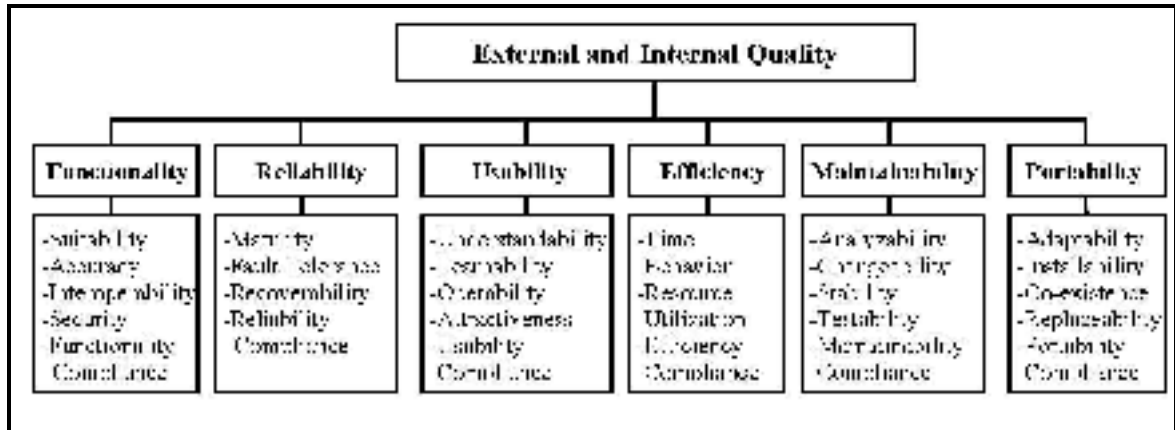 External and Internal Quality
Functionality
Reliability
Usability
Efficiency
Maintainability
Portability
-Suitability
-Accuracy
-Interoperability
-Security
-Functionality
Compliance
-Maturity
-Fault Tolerance
-Recoverability
-Reliability
Compliance
-Understandability
-Learnability
-Operability
-Attractiveness
-Usability
Compliance
-Time
Behavior
-Resource
Utilization
-Efficiency
Compliance
-Analyzability
-Changeability
-Stability
-Testability
-Maintainability
Compliance
-Adaptability
-Installability
-Co-existence
-Replaceability
-Portability
Compliance